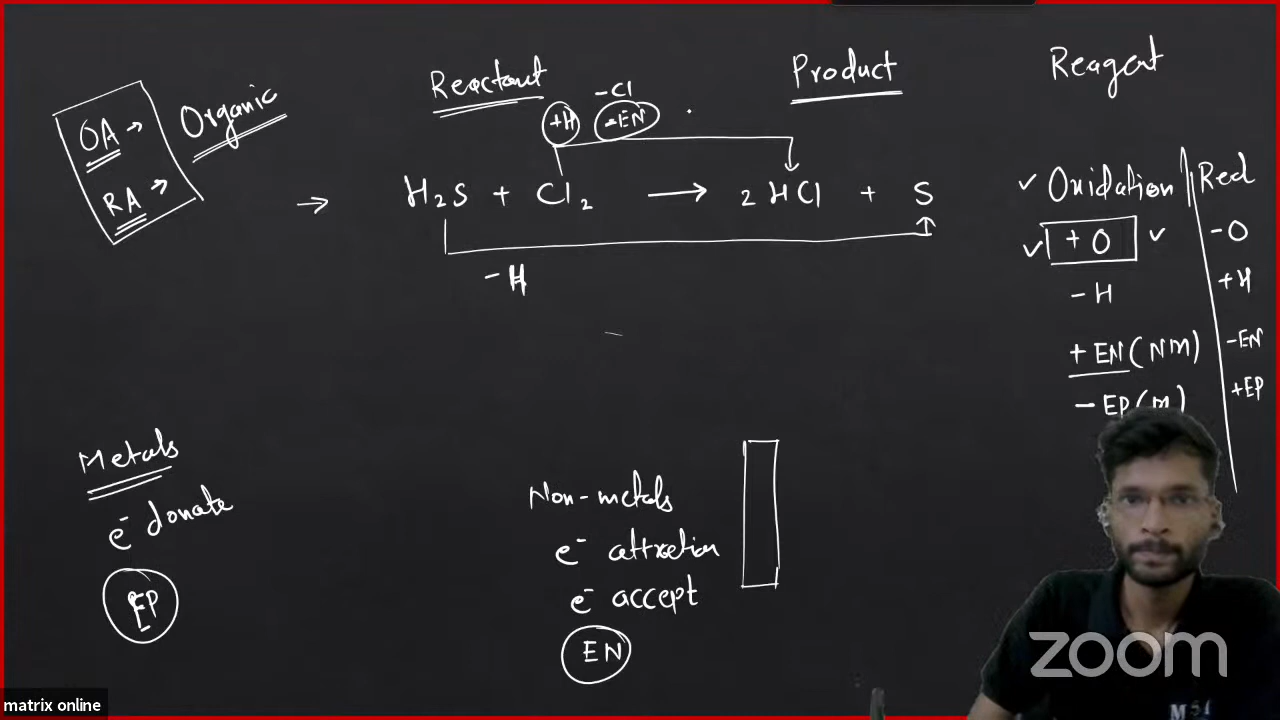 Reactant
Product
Reagent
OA → Organic
RA →
+H
-Cl
-EN
→ H₂S + Cl₂ → 2HCl + S
-H
✓ Oxidation
Red
✓ +O ✓
-O
-H
+H
+EN (NM)
-EN
- EP (M)
+EP
Metals
e⁻ donate
EP
Non-metals
e⁻ attraction
e⁻ accept
EN
zoom
matrix online